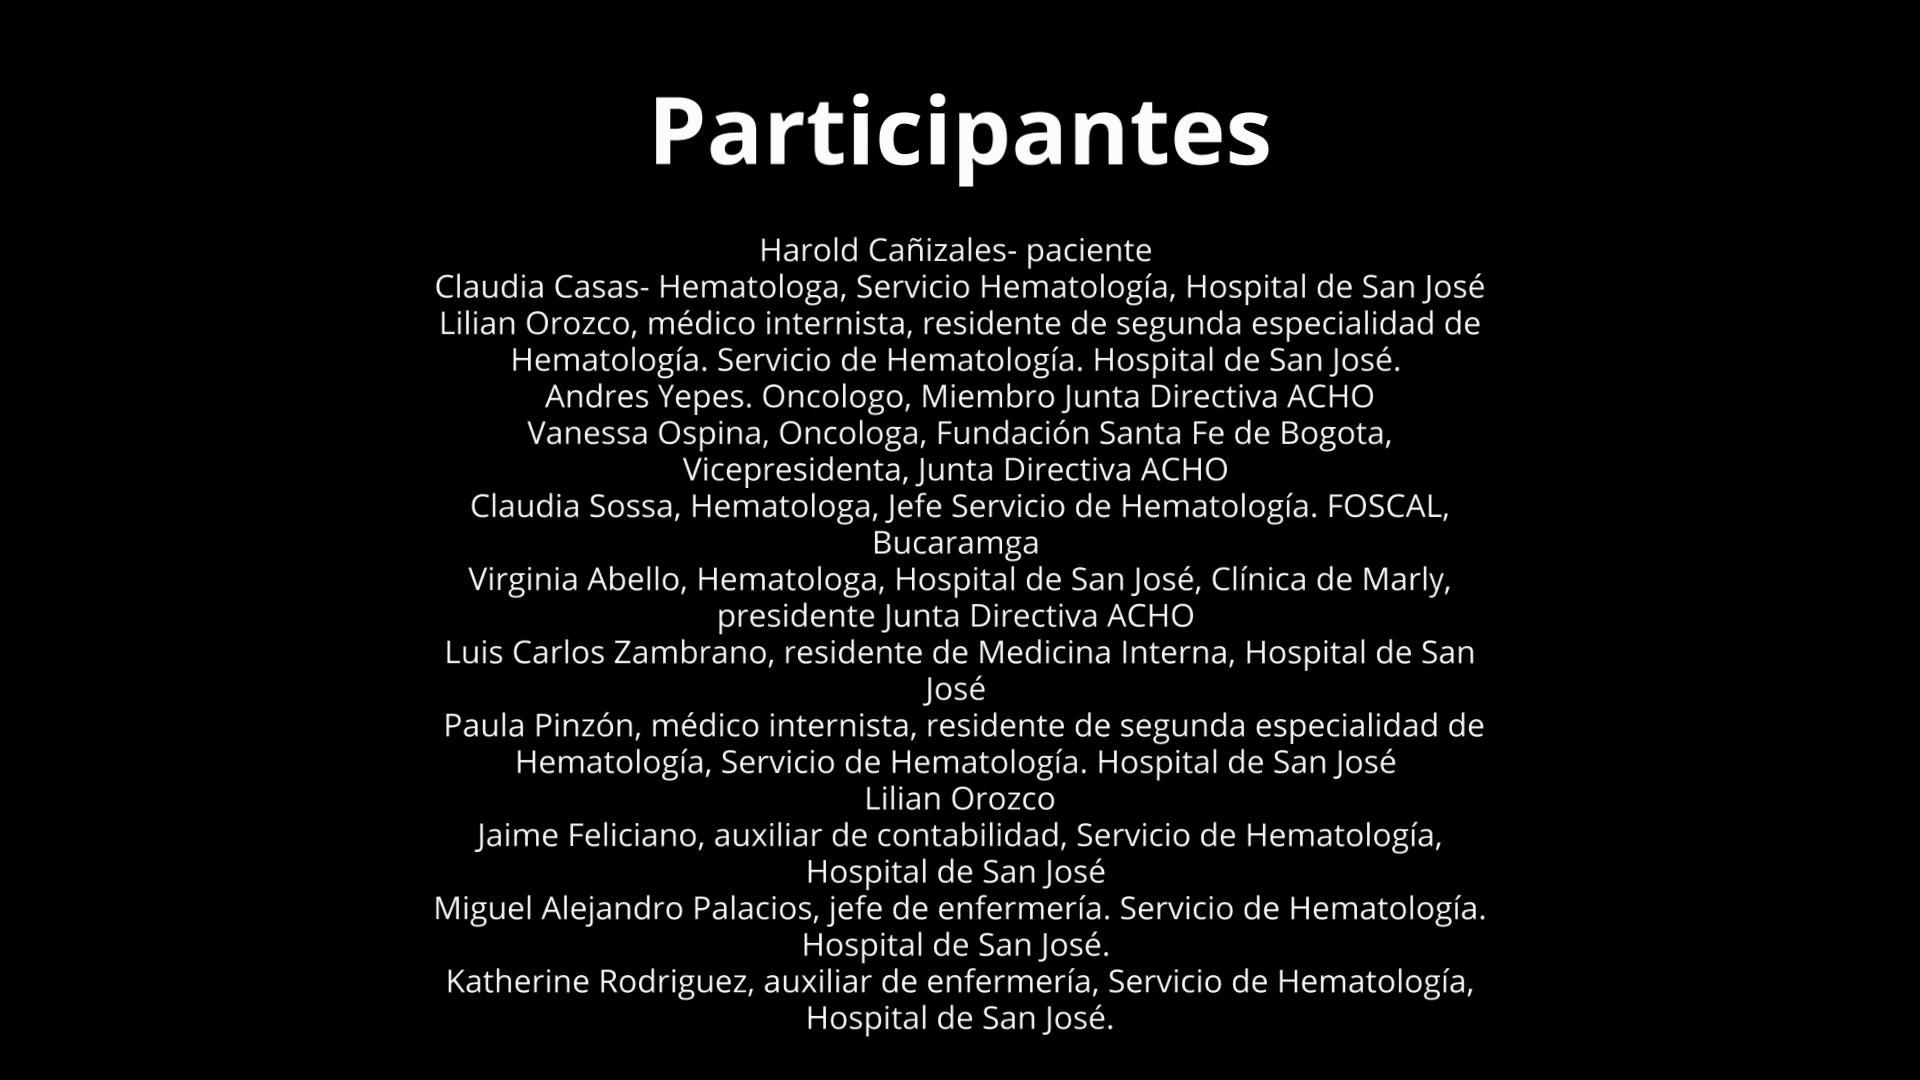 Participantes
Harold Cañizales- paciente
Claudia Casas- Hematologa, Servicio Hematología, Hospital de San José
Lilian Orozco, médico internista, residente de segunda especialidad de
Hematología. Servicio de Hematología. Hospital de San José.
Andres Yepes. Oncologo, Miembro Junta Directiva ACHO
Vanessa Ospina, Oncologa, Fundación Santa Fe de Bogota,
Vicepresidenta, Junta Directiva ACHO
Claudia Sossa, Hematologa, Jefe Servicio de Hematología. FOSCAL,
Bucaramga
Virginia Abello, Hematologa, Hospital de San José, Clínica de Marly,
presidente Junta Directiva ACHO
Luis Carlos Zambrano, residente de Medicina Interna, Hospital de San
José
Paula Pinzón, médico internista, residente de segunda especialidad de
Hematología, Servicio de Hematología. Hospital de San José
Lilian Orozco
Jaime Feliciano, auxiliar de contabilidad, Servicio de Hematología,
Hospital de San José
Miguel Alejandro Palacios, jefe de enfermería. Servicio de Hematología.
Hospital de San José.
Katherine Rodriguez, auxiliar de enfermería, Servicio de Hematología,
Hospital de San José.